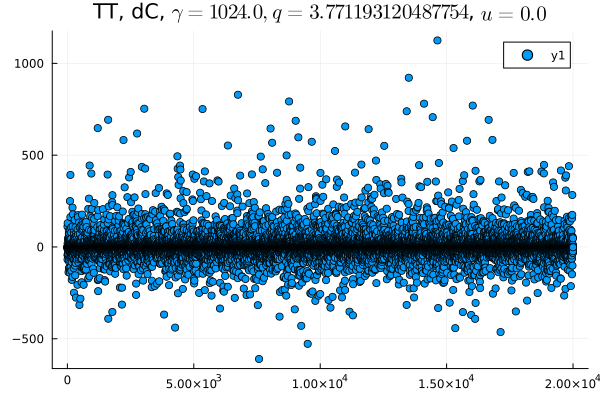 TT, dC, γ = 1024.0, q = 3.771193120487754, u = 0.0
y1
1000
500
0
−500
0 5.00×10³ 1.00×10⁴ 1.50×10⁴ 2.00×10⁴